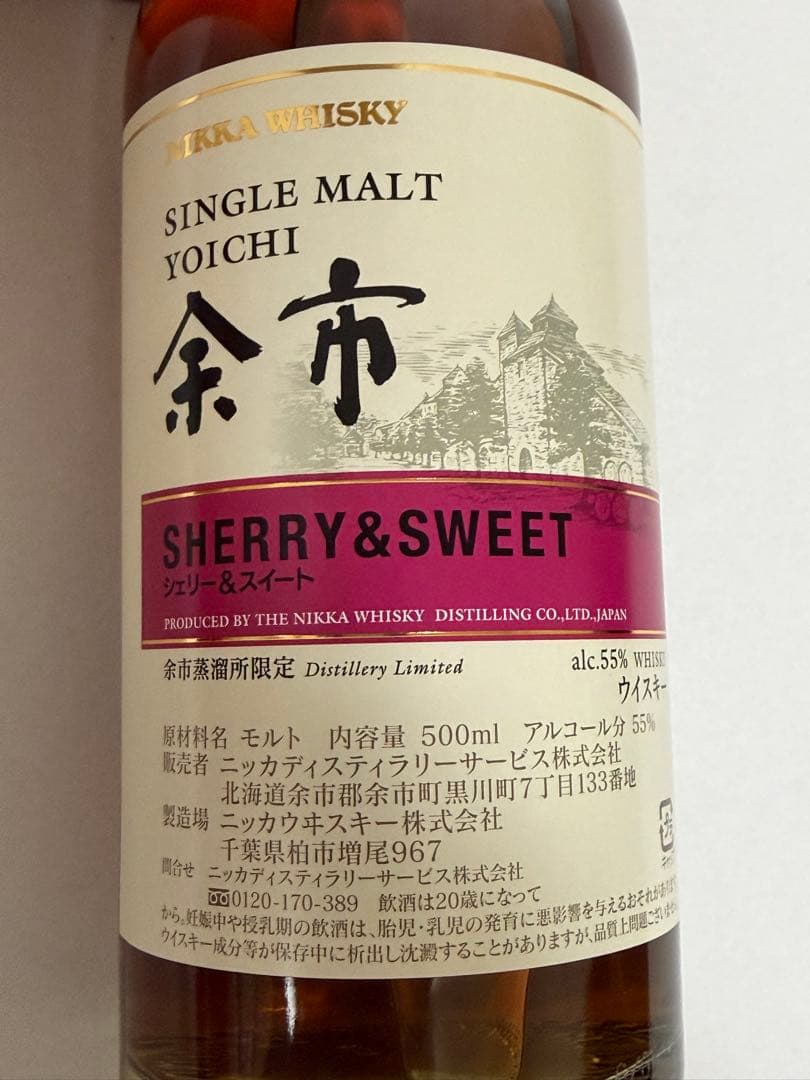 NIKKA WHISKY
SINGLE MALT
YOICHI
余市
SHERRY&SWEET
シェリー&スイート
PRODUCED BY THE NIKKA WHISKY DISTILLING CO.,LTD.,JAPAN
余市蒸溜所限定 Distillery Limited
alc.55% WHISKY
ウイスキー
原材料名 モルト 内容量 500ml アルコール分 55%
販売者 ニッカディスティラリーサービス株式会社
北海道余市郡余市町黒川町7丁目133番地
製造場 ニッカウヰスキー株式会社
千葉県柏市増尾967
問合せ ニッカディスティラリーサービス株式会社
0120-170-389 飲酒は20歳になって
から。妊娠中や授乳期の飲酒は、胎児・乳児の発育に悪影響を与えるおそれがあります
ウイスキー成分等が保存中に析出し沈澱することがありますが、品質上問題ございません